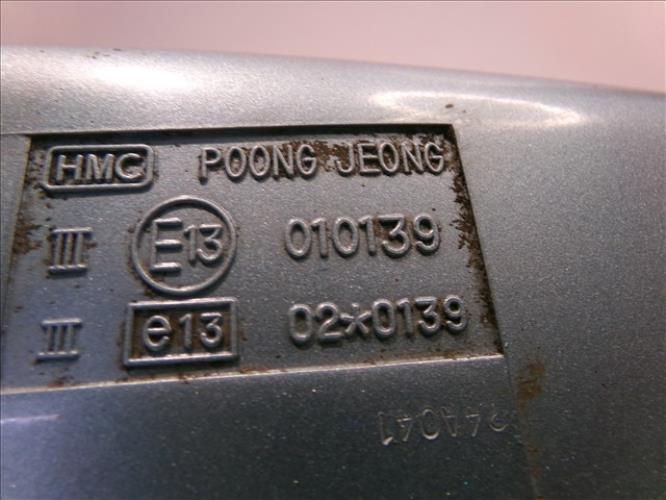 HMC POONG JEONG
III E13 010139
III e13 02*0139